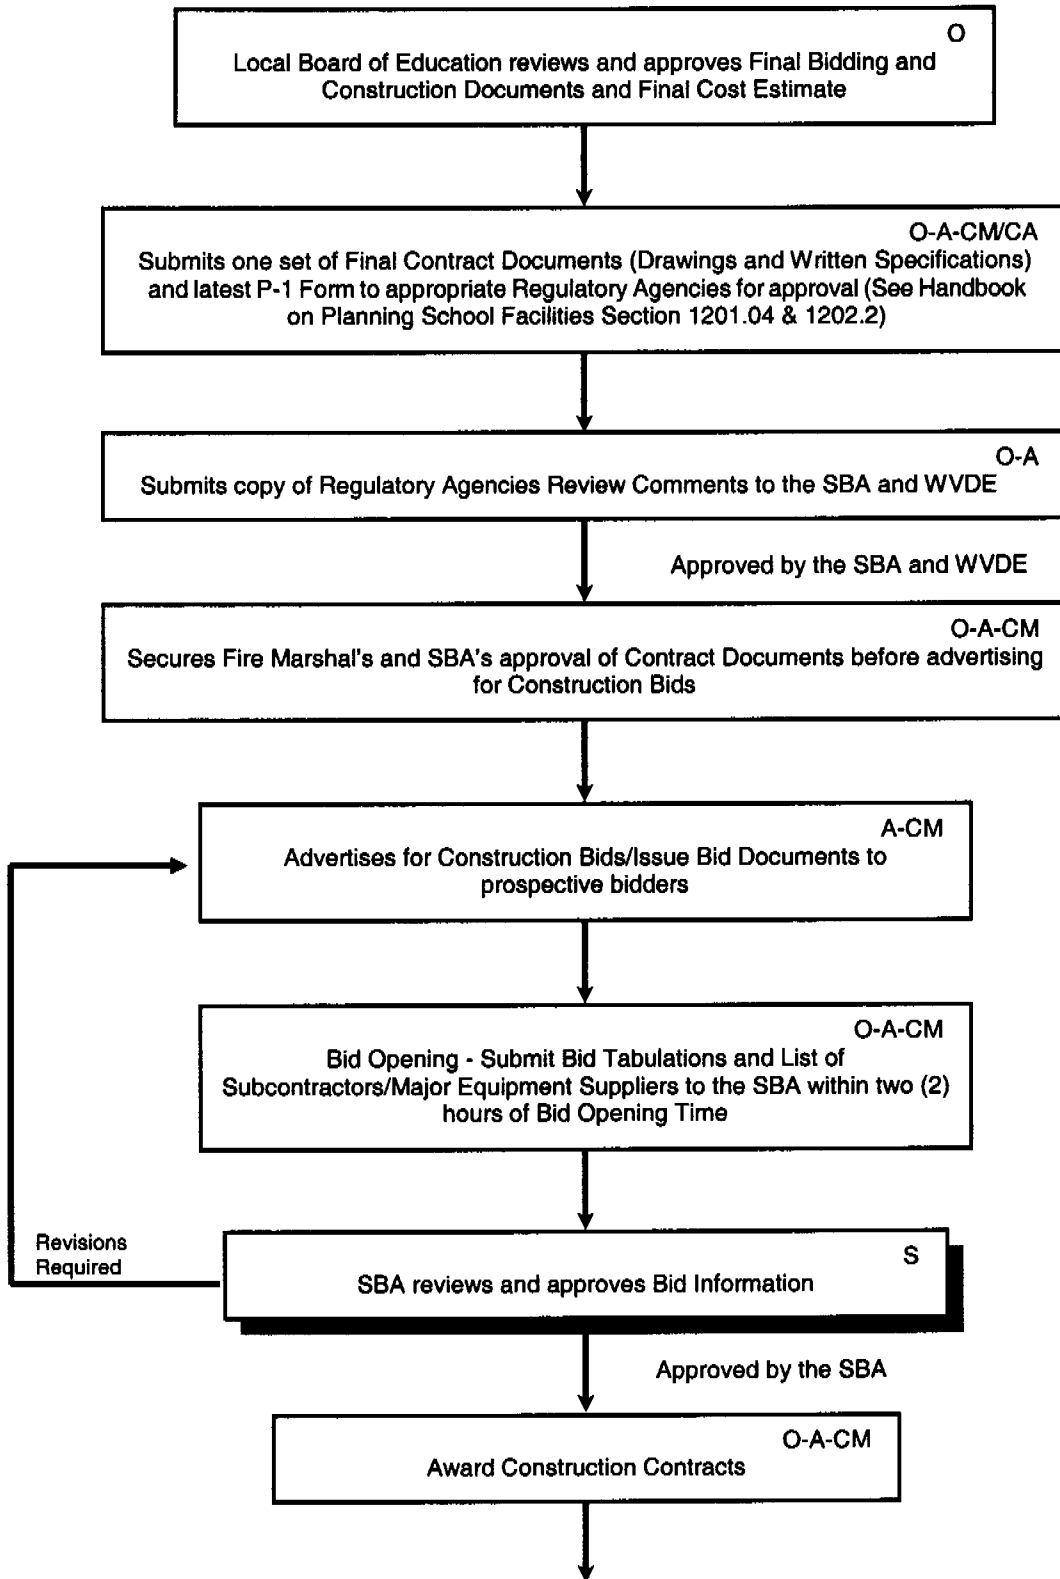 O
Local Board of Education reviews and approves Final Bidding and
Construction Documents and Final Cost Estimate
O-A-CM/CA
Submits one set of Final Contract Documents (Drawings and Written Specifications)
and latest P-1 Form to appropriate Regulatory Agencies for approval (See Handbook
on Planning School Facilities Section 1201.04 & 1202.2)
O-A
Submits copy of Regulatory Agencies Review Comments to the SBA and WVDE
Approved by the SBA and WVDE
O-A-CM
Secures Fire Marshal's and SBA's approval of Contract Documents before advertising
for Construction Bids
A-CM
Advertises for Construction Bids/Issue Bid Documents to
prospective bidders
O-A-CM
Bid Opening - Submit Bid Tabulations and List of
Subcontractors/Major Equipment Suppliers to the SBA within two (2)
hours of Bid Opening Time
Revisions
Required
S
SBA reviews and approves Bid Information
Approved by the SBA
O-A-CM
Award Construction Contracts